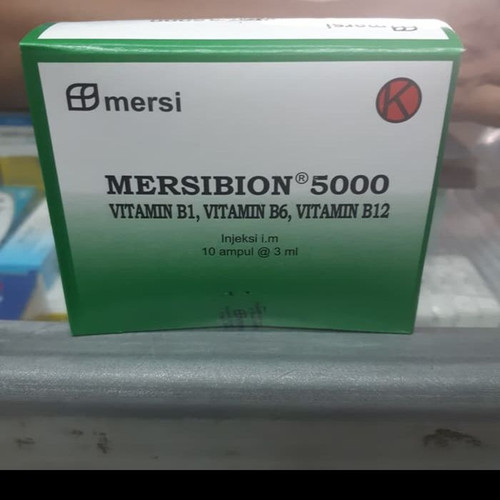 mersi
K
MERSIBION® 5000
VITAMIN B1, VITAMIN B6, VITAMIN B12
Injeksi i.m
10 ampul @ 3 ml